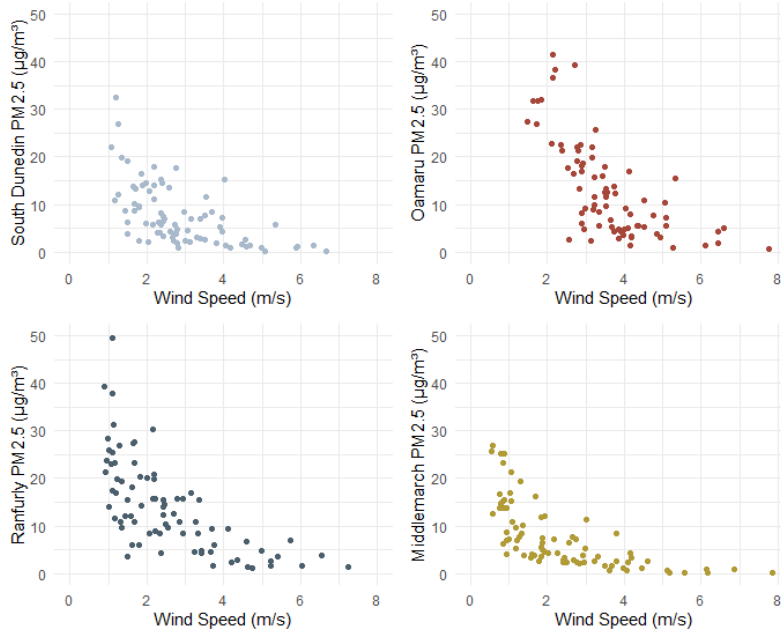 South Dunedin PM2.5 (µg/m³)
50
40
30
20
10
0
0 2 4 6 8
Wind Speed (m/s)
Oamaru PM2.5 (µg/m³)
50
40
30
20
10
0
0 2 4 6 8
Wind Speed (m/s)
Ranfurly PM2.5 (µg/m³)
50
40
30
20
10
0
0 2 4 6 8
Wind Speed (m/s)
Middlemarch PM2.5 (µg/m³)
50
40
30
20
10
0
0 2 4 6 8
Wind Speed (m/s)